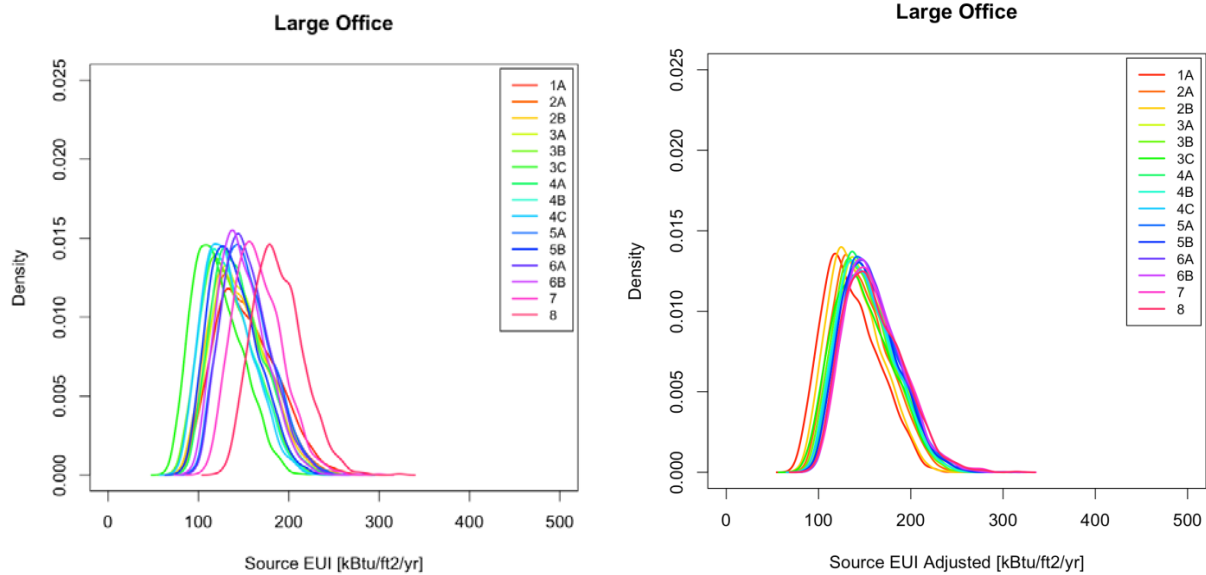 Large Office
Density
0.025
0.020
0.015
0.010
0.005
0.000
1A
2A
2B
3A
3B
3C
4A
4B
4C
5A
5B
6A
6B
7
8
0 100 200 300 400 500
Source EUI [kBtu/ft2/yr]
Large Office
Density
0.025
0.020
0.015
0.010
0.005
0.000
1A
2A
2B
3A
3B
3C
4A
4B
4C
5A
5B
6A
6B
7
8
0 100 200 300 400 500
Source EUI Adjusted [kBtu/ft2/yr]